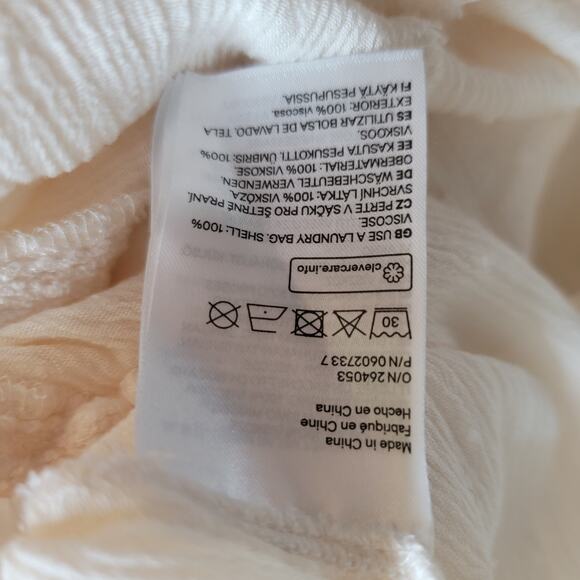 Made in China
Fabriqué en Chine
Hecho en China
O/N 264053
P/N 0602733 7
30
clevercare.info
GB USE A LAUNDRY BAG. SHELL: 100%
VISCOSE.
CZ PERTE V SÁČKU PRO ŠETRNÉ PRANÍ.
SVRCHNÍ LÁTKA: 100% VISKÓZA.
DE WÄSCHEBEUTEL VERWENDEN.
OBERMATERIAL: 100% VISKOSE.
EE KASUTA PESUKOTTI. ÜMBRIS: 100%
VISKOOS.
ES UTILIZAR BOLSA DE LAVADO. TELA
EXTERIOR: 100% viscosa.
FI KÄYTÄ PESUPUSSIA.